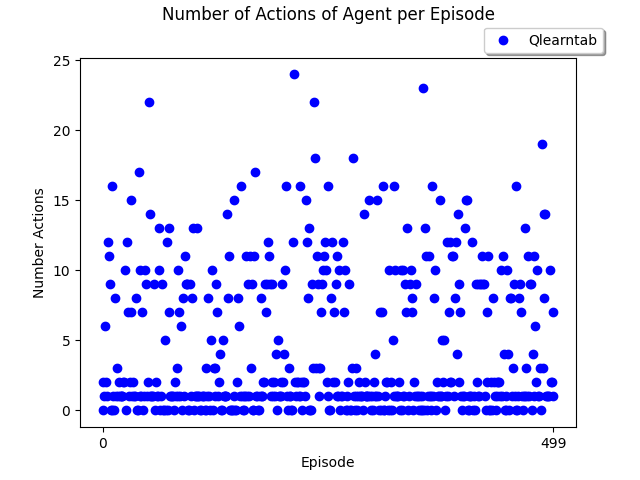 Number of Actions of Agent per Episode
Qlearntab
25
20
15
10
5
0
Number Actions
0 499
Episode